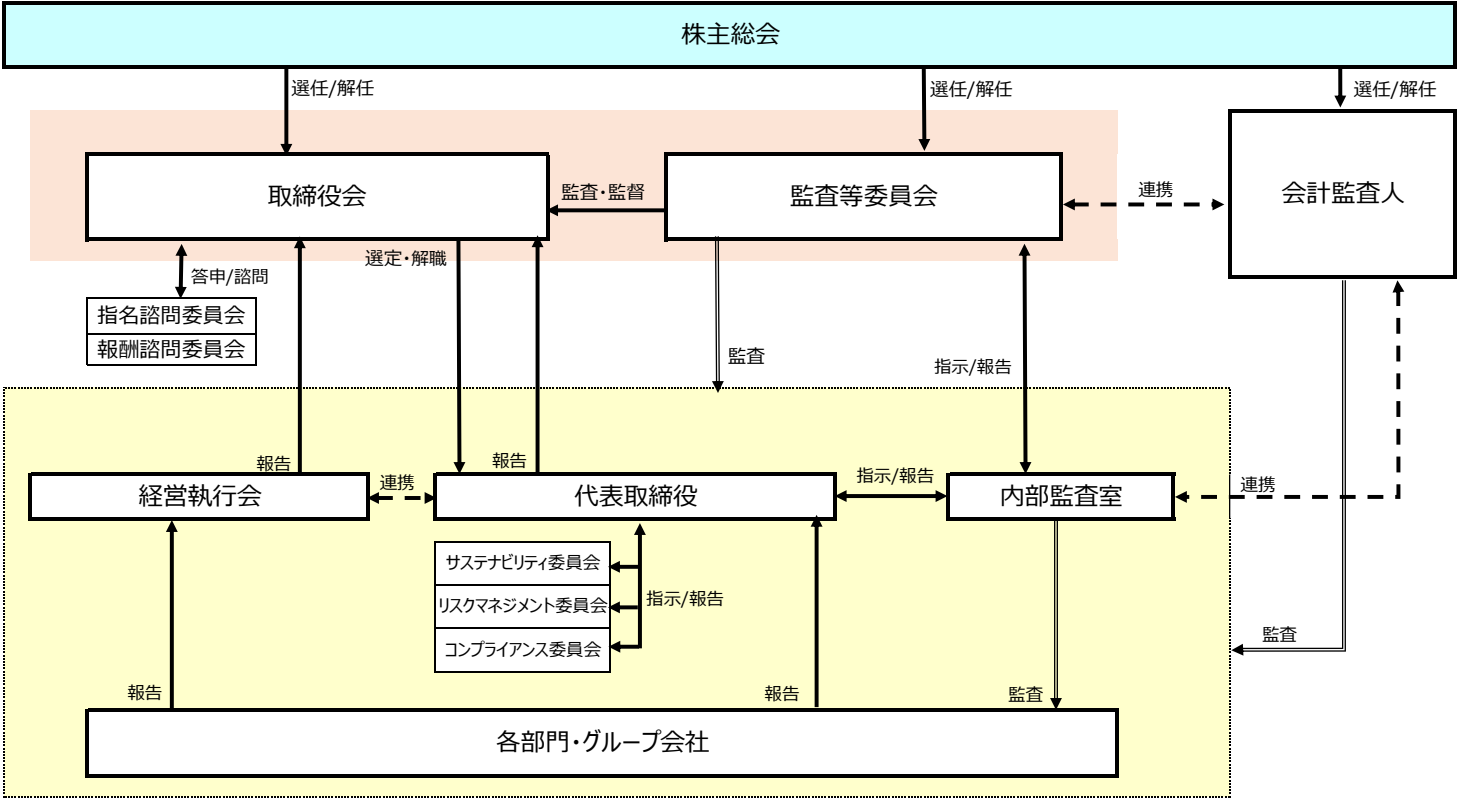 株主総会
選任/解任
選任/解任
選任/解任
取締役会
監査・監督
監査等委員会
連携
会計監査人
選定・解職
答申/諮問
指名諮問委員会
報酬諮問委員会
監査
指示/報告
報告
連携
報告
指示/報告
連携
経営執行会
代表取締役
内部監査室
サステナビリティ委員会
リスクマネジメント委員会
指示/報告
コンプライアンス委員会
監査
報告
報告
監査
各部門・グループ会社